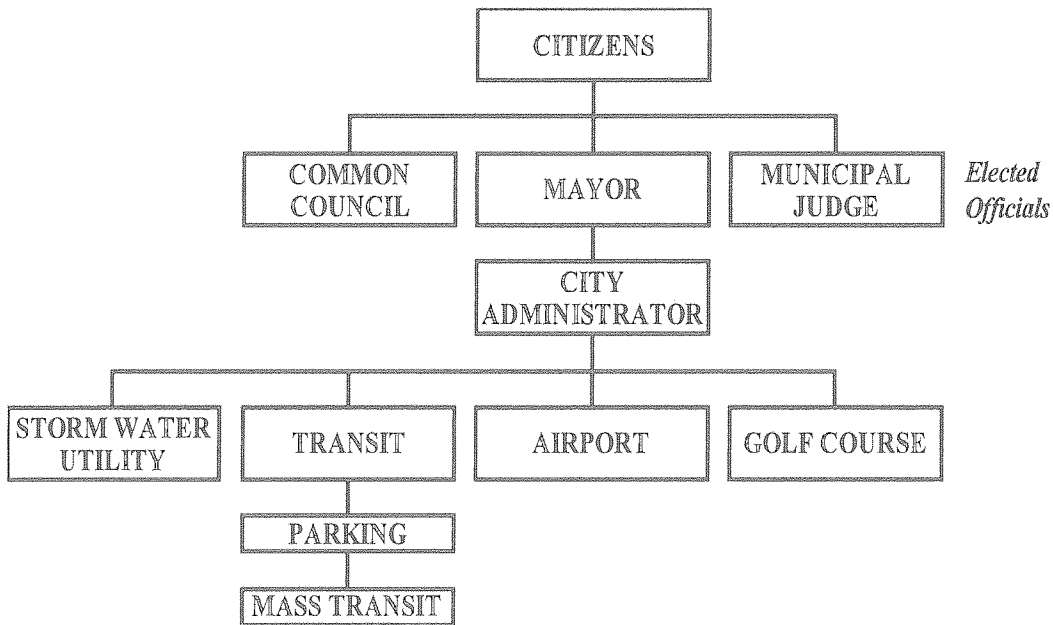 CITIZENS
COMMON
COUNCIL
MAYOR
MUNICIPAL
JUDGE
Elected
Officials
CITY
ADMINISTRATOR
STORM WATER
UTILITY
TRANSIT
AIRPORT
GOLF COURSE
PARKING
MASS TRANSIT